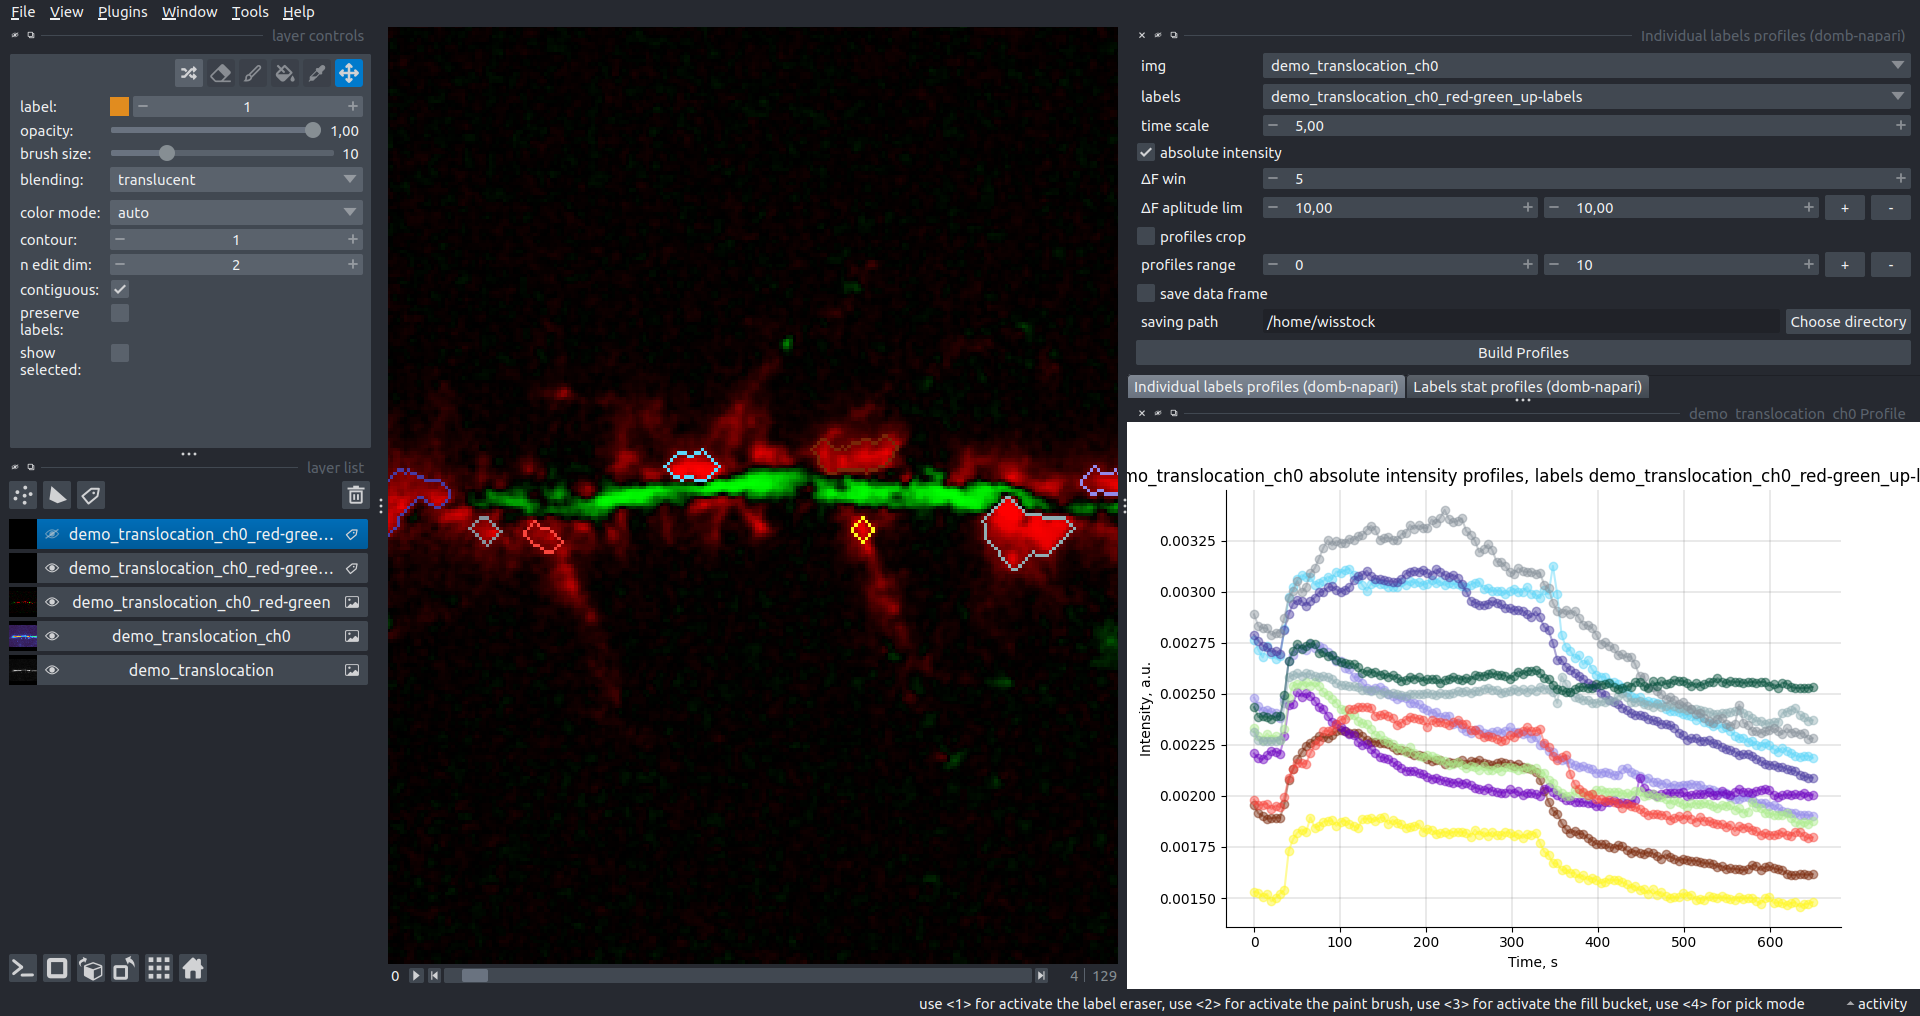 File View Plugins Window Tools Help
layer controls
label: 1
opacity: 1,00
brush size: 10
blending: translucent
color mode: auto
contour: 1
n edit dim: 2
contiguous:
preserve
labels:
show
selected:
layer list
demo_translocation_ch0_red-gree...
demo_translocation_ch0_red-gree...
demo_translocation_ch0_red-green
demo_translocation_ch0
demo_translocation
0 4 129
Individual labels profiles (domb-napari)
img demo_translocation_ch0
labels demo_translocation_ch0_red-green_up-labels
time scale 5,00
absolute intensity
ΔF win 5
ΔF aplitude lim 10,00 10,00 + -
profiles crop
profiles range 0 10 + -
save data frame
saving path /home/wisstock Choose directory
Build Profiles
Individual labels profiles (domb-napari) Labels stat profiles (domb-napari)
demo_translocation_ch0 Profile
mo_translocation_ch0 absolute intensity profiles, labels demo_translocation_ch0_red-green_up-l
Intensity, a.u.
0.00325
0.00300
0.00275
0.00250
0.00225
0.00200
0.00175
0.00150
0 100 200 300 400 500 600
Time, s
use <1> for activate the label eraser, use <2> for activate the paint brush, use <3> for activate the fill bucket, use <4> for pick mode
activity